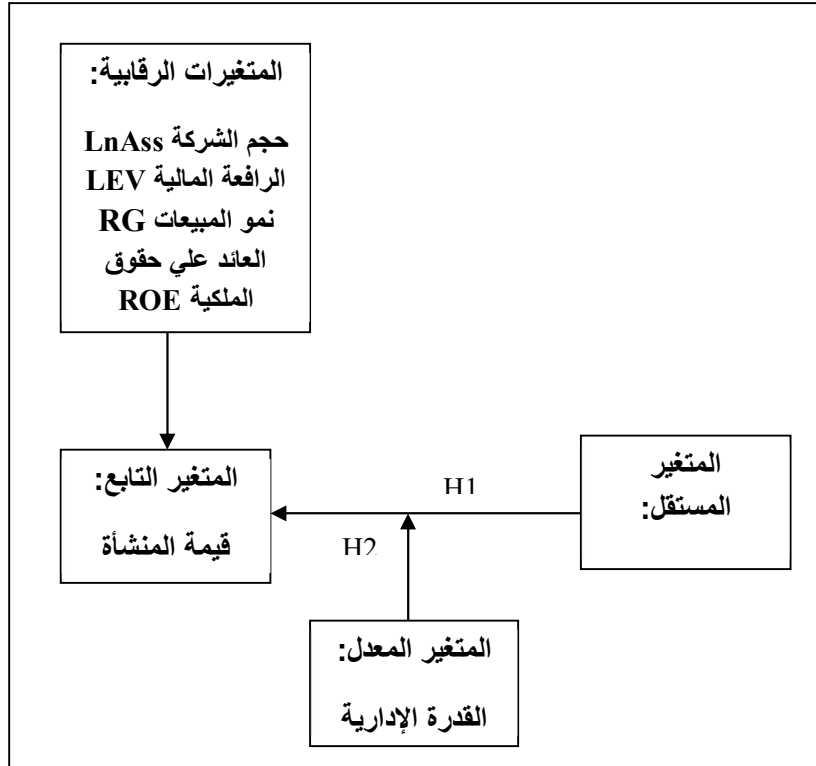 المتغيرات الرقابية:
حجم الشركة LnAss
الرافعة المالية LEV
نمو المبيعات RG
العائد علي حقوق
الملكية ROE
المتغير
المستقل:
H1
المتغير التابع:
قيمة المنشأة
H2
المتغير المعدل:
القدرة الإدارية